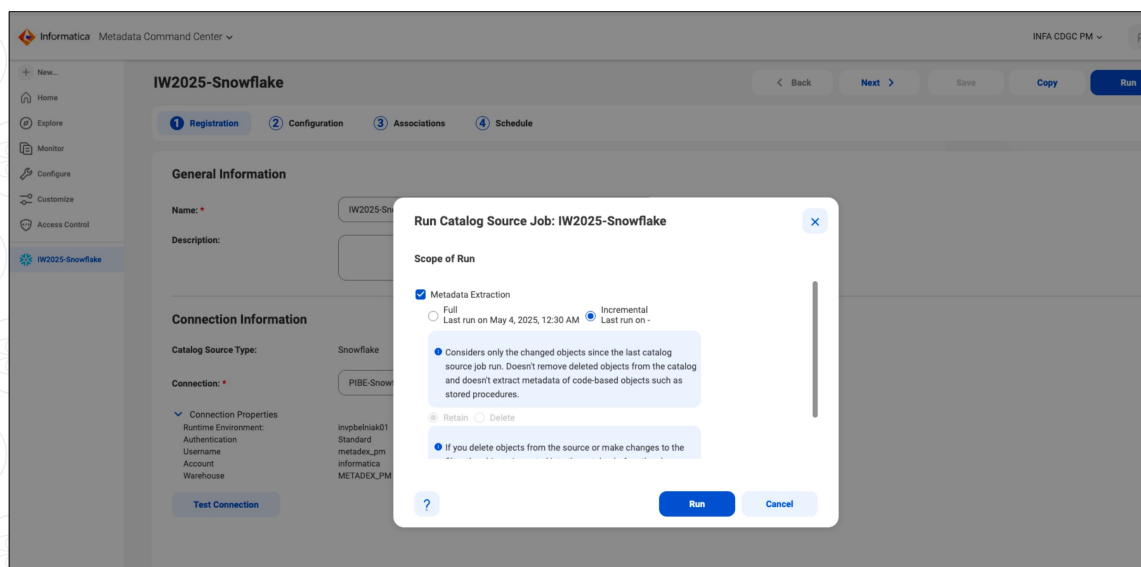 Informatica Metadata Command Center
INFA CDGC PM
New...
Home
Explore
Monitor
Configure
Customize
Access Control
IW2025-Snowflake
IW2025-Snowflake
Back
Next
Save
Copy
Run
1 Registration
2 Configuration
3 Associations
4 Schedule
General Information
Name: *
IW2025-Sn
Description:
Connection Information
Catalog Source Type:
Snowflake
Connection: *
PIBE-Snow
Connection Properties
Runtime Environment:
invpbelniak01
Authentication
Standard
Username
metadex_pm
Account
informatica
Warehouse
METADEX_PM
Test Connection
Run Catalog Source Job: IW2025-Snowflake
Scope of Run
Metadata Extraction
Full
Last run on May 4, 2025, 12:30 AM
Incremental
Last run on -
Considers only the changed objects since the last catalog
source job run. Doesn't remove deleted objects from the catalog
and doesn't extract metadata of code-based objects such as
stored procedures.
Retain
Delete
If you delete objects from the source or make changes to the
?
Run
Cancel